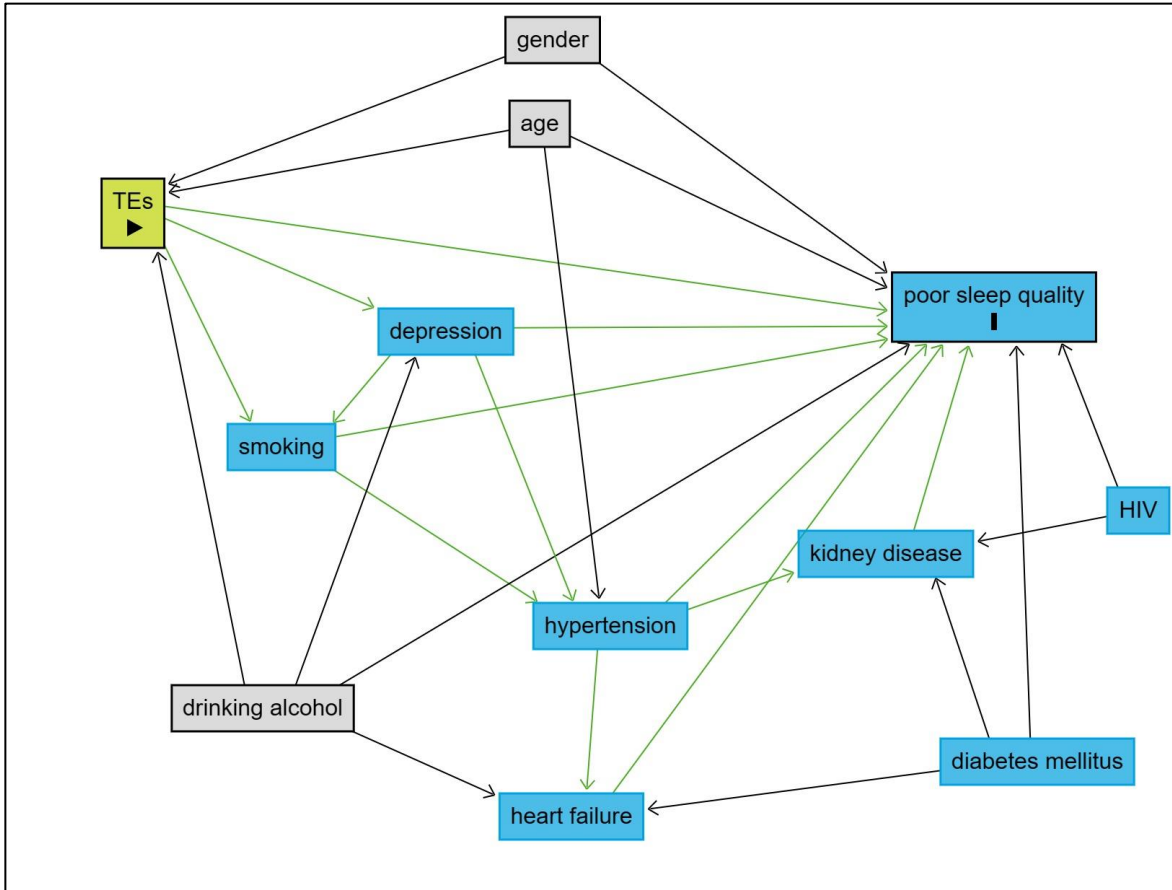 gender
age
TEs
poor sleep quality
depression
smoking
HIV
kidney disease
hypertension
drinking alcohol
diabetes mellitus
heart failure